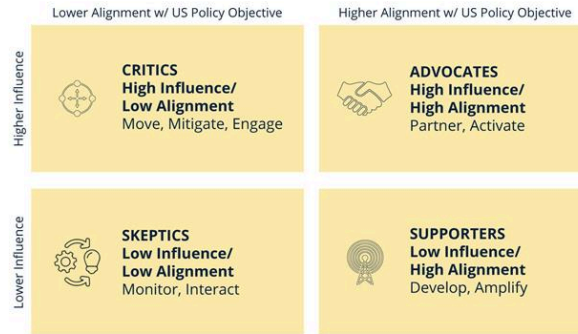 Lower Alignment w/ US Policy Objective
Higher Alignment w/ US Policy Objective
Higher Influence
CRITICS
High Influence/
Low Alignment
Move, Mitigate, Engage
ADVOCATES
High Influence/
High Alignment
Partner, Activate
Lower Influence
SKEPTICS
Low Influence/
Low Alignment
Monitor, Interact
SUPPORTERS
Low Influence/
High Alignment
Develop, Amplify